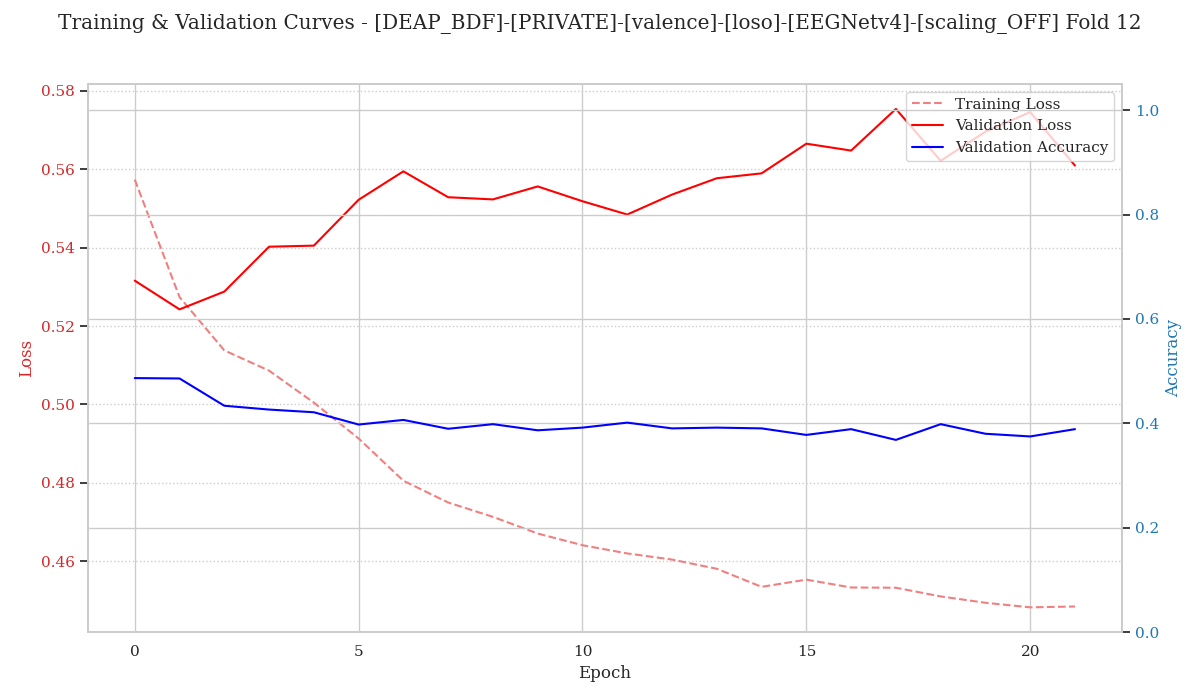 Training & Validation Curves - [DEAP_BDF]-[PRIVATE]-[valence]-[loso]-[EEGNetv4]-[scaling_OFF] Fold 12
Training Loss
Validation Loss
Validation Accuracy
0.58
0.56
0.54
0.52
0.50
0.48
0.46
Loss
1.0
0.8
0.6
0.4
0.2
0.0
Accuracy
0 5 10 15 20
Epoch